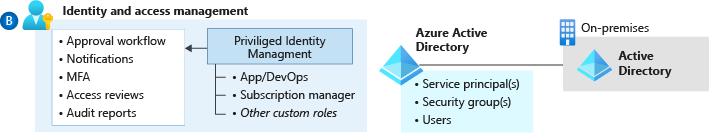 B
Identity and access management
• Approval workflow
• Notifications
• MFA
• Access reviews
• Audit reports
Priviliged Identity
Managment
• App/DevOps
• Subscription manager
• Other custom roles
Azure Active
Directory
• Service principal(s)
• Security group(s)
• Users
On-premises
Active
Directory